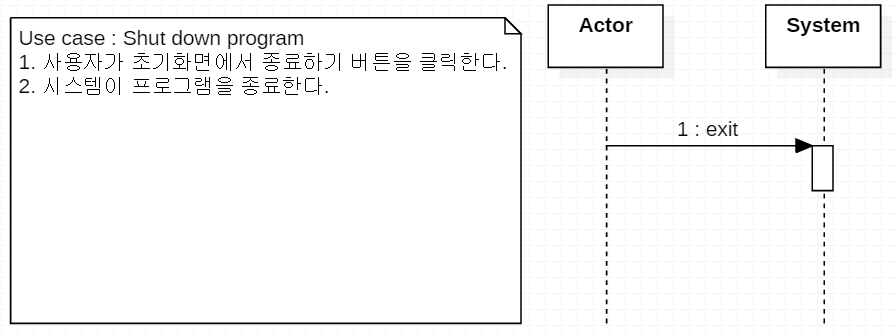 Use case : Shut down program
1. 사용자가 초기화면에서 종료하기 버튼을 클릭한다.
2. 시스템이 프로그램을 종료한다.
Actor
System
1 : exit